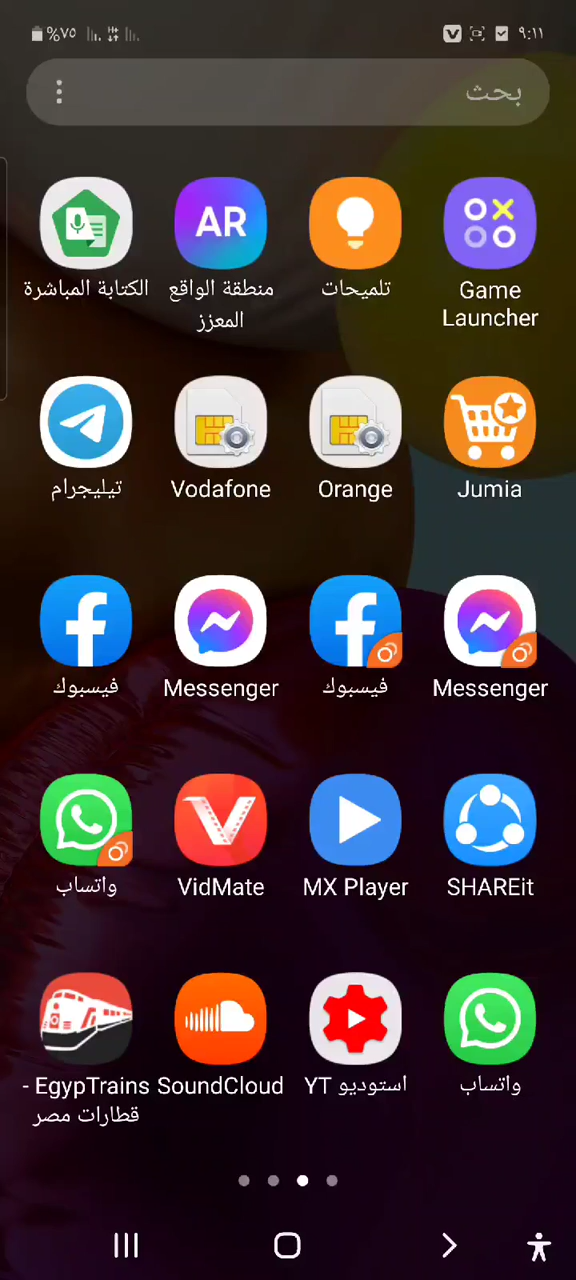 %٧٥
٩:١١
بحث
AR
الكتابة المباشرة
منطقة الواقع
المعزز
تلميحات
Game
Launcher
تيليجرام
Vodafone
Orange
Jumia
فيسبوك
Messenger
فيسبوك
Messenger
واتساب
VidMate
MX Player
SHAREit
EgypTrains -
قطارات مصر
SoundCloud
استوديو YT
واتساب